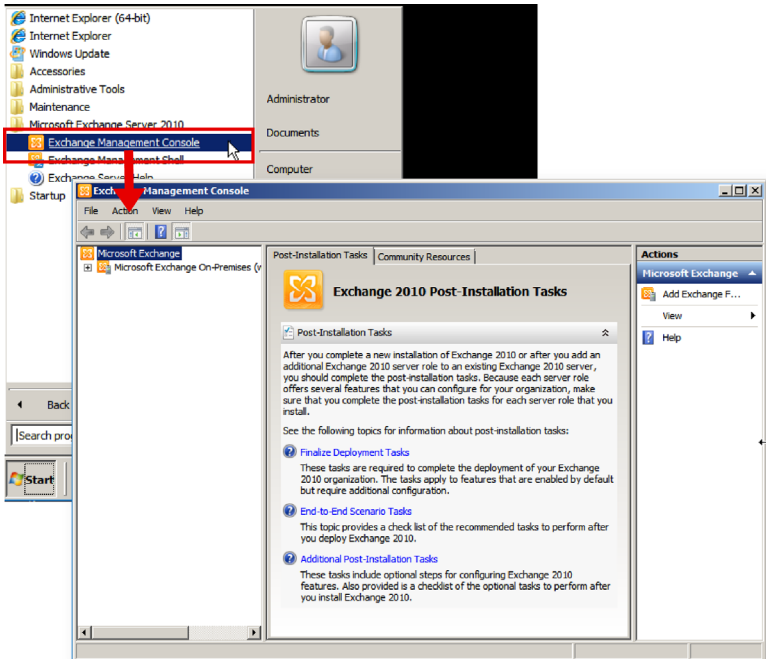 Internet Explorer (64-bit)
Internet Explorer
Windows Update
Accessories
Administrative Tools
Maintenance
Microsoft Exchange Server 2010
Exchange Management Console
Exchange Management Shell
Exchange Server Help
Startup
Back
Search pro
Start
Administrator
Documents
Computer
Management Console
File Action View Help
Microsoft Exchange
Microsoft Exchange On-Premises (v
Post-Installation Tasks
Community Resources
Exchange 2010 Post-Installation Tasks
Post-Installation Tasks
After you complete a new installation of Exchange 2010 or after you add an
additional Exchange 2010 server role to an existing Exchange 2010 server,
you should complete the post-installation tasks. Because each server role
offers several features that you can configure for your organization, make
sure that you complete the post-installation tasks for each server role that you
install.
See the following topics for information about post-installation tasks:
Finalize Deployment Tasks
These tasks are required to complete the deployment of your Exchange
2010 organization. The tasks apply to features that are enabled by default
but require additional configuration.
End-to-End Scenario Tasks
This topic provides a check list of the recommended tasks to perform after
you deploy Exchange 2010.
Additional Post-Installation Tasks
These tasks include optional steps for configuring Exchange 2010
features. Also provided is a checklist of the optional tasks to perform after
you install Exchange 2010.
Actions
Microsoft Exchange
Add Exchange F...
View
Help